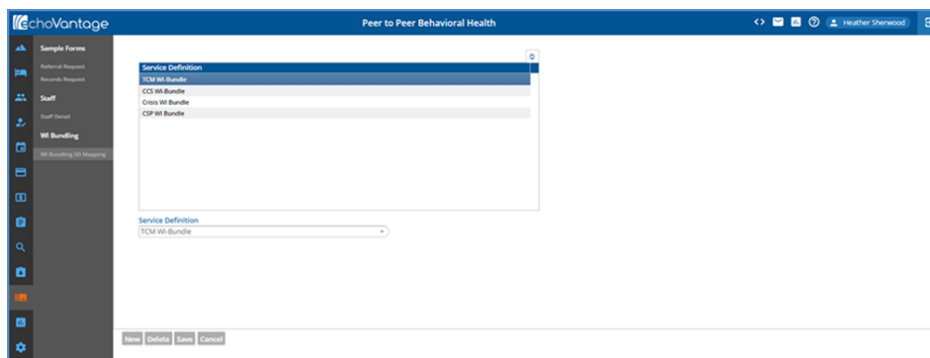 echoVantage
Peer to Peer Behavioral Health
Heather Sherwood
Sample Forms
Referral Request
Records Request
Staff
Staff Detail
WI Bundling
WI Bundling SD Mapping
Service Definition
TCM WI-Bundle
CCS WI-Bundle
Crisis WI Bundle
CSP WI Bundle
Service Definition
TCM WI-Bundle
New Delete Save Cancel